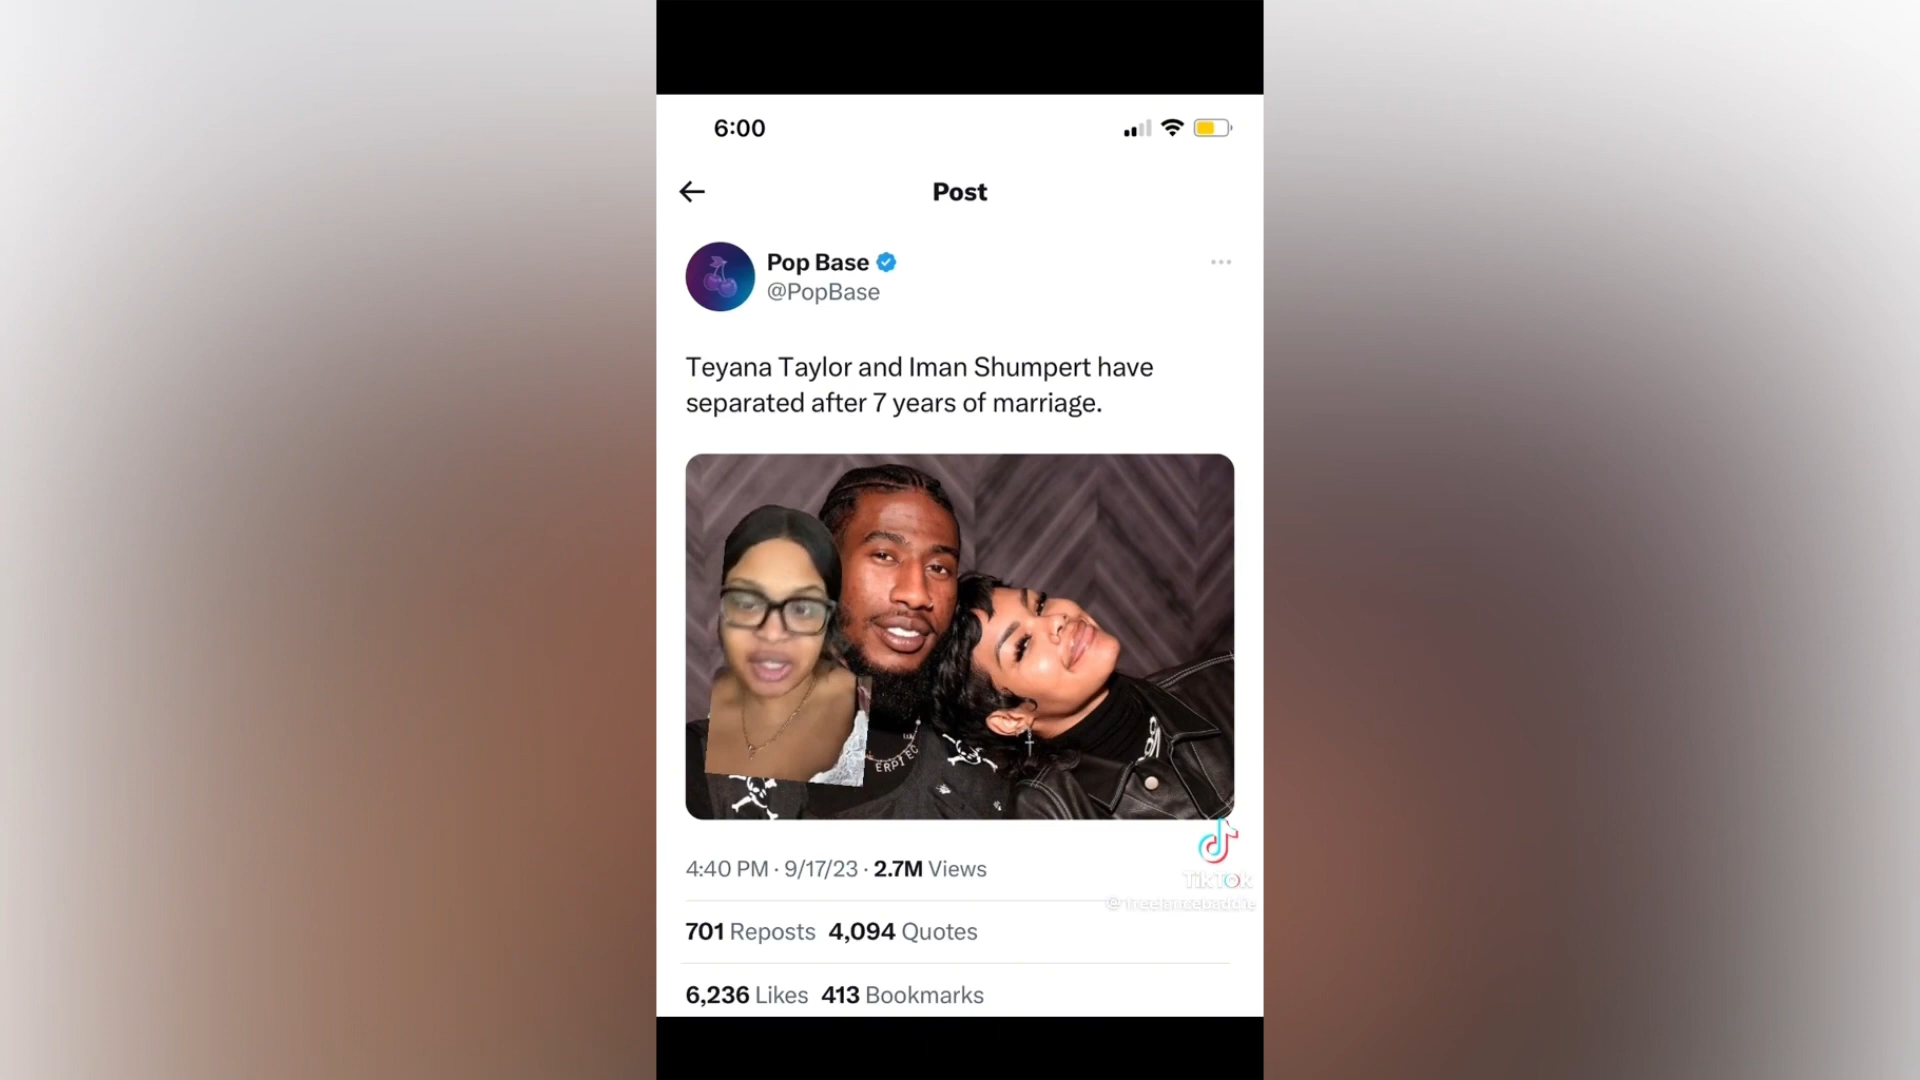 6:00
Post
Pop Base
@PopBase
Teyana Taylor and Iman Shumpert have
separated after 7 years of marriage.
4:40 PM · 9/17/23 · 2.7M Views
TikTok
@freelancebaddie
701 Reposts 4,094 Quotes
6,236 Likes 413 Bookmarks